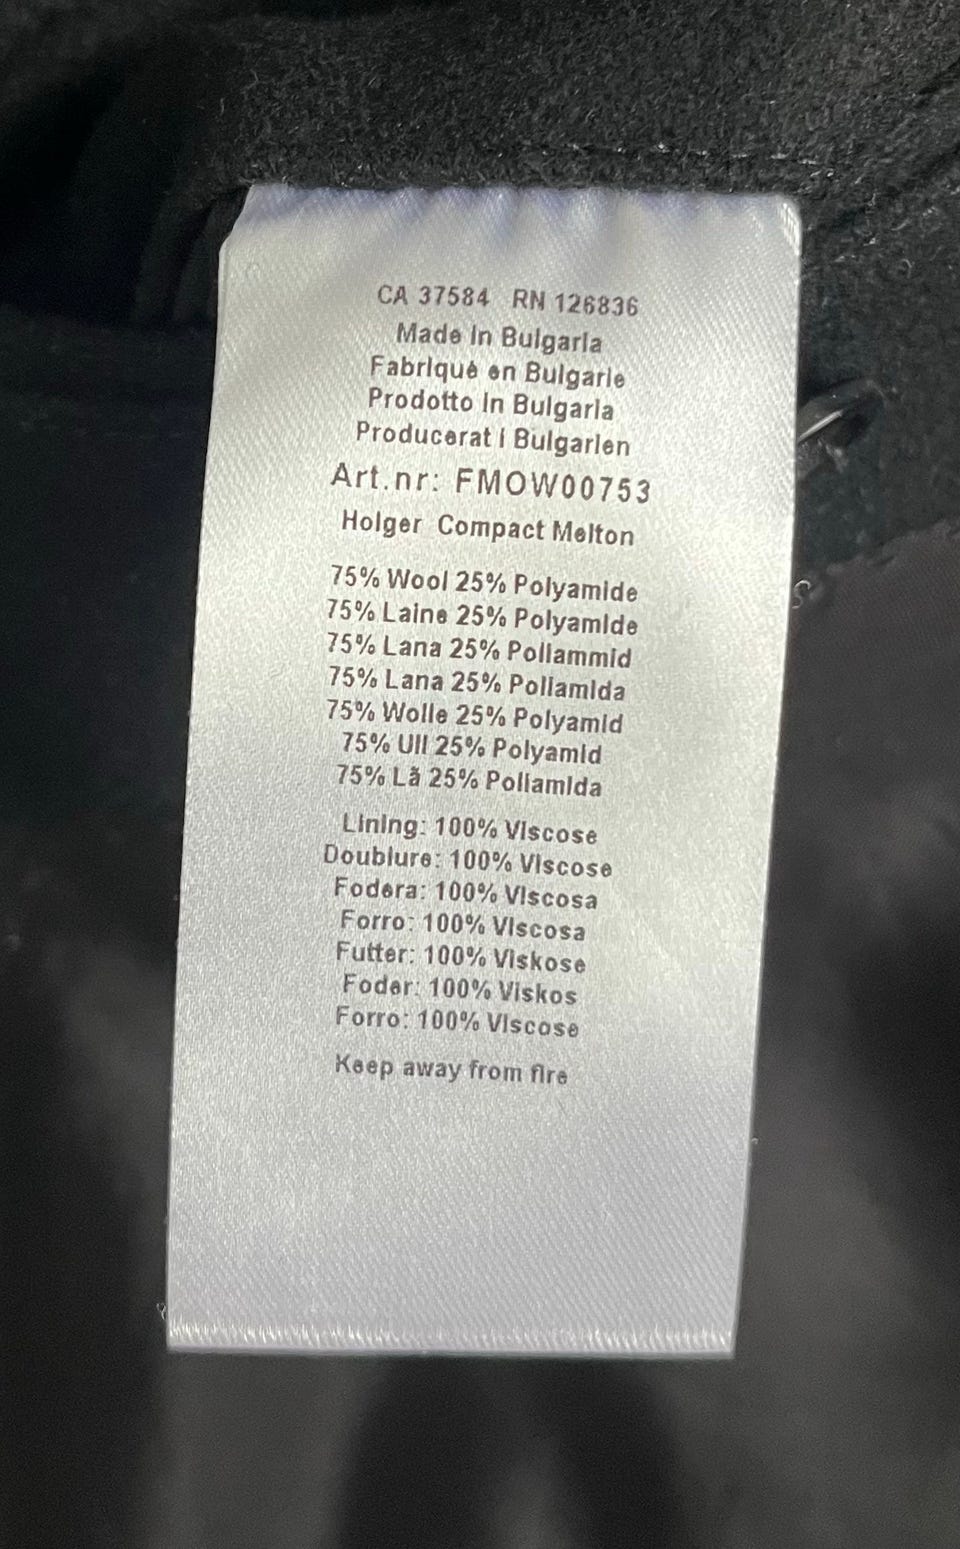 CA 37584 RN 126836
Made in Bulgaria
Fabriquè en Bulgarie
Prodotto in Bulgaria
Producerat i Bulgarien
Art.nr: FMOW00753
Holger Compact Melton
75% Wool 25% Polyamide
75% Laine 25% Polyamide
75% Lana 25% Poliammid
75% Lana 25% Poliamida
75% Wolle 25% Polyamid
75% Ull 25% Polyamid
75% Lã 25% Poliamida
Lining: 100% Viscose
Doublure: 100% Viscose
Fodera: 100% Viscosa
Forro: 100% Viscosa
Futter: 100% Viskose
Foder: 100% Viskos
Forro: 100% Viscose
Keep away from fire